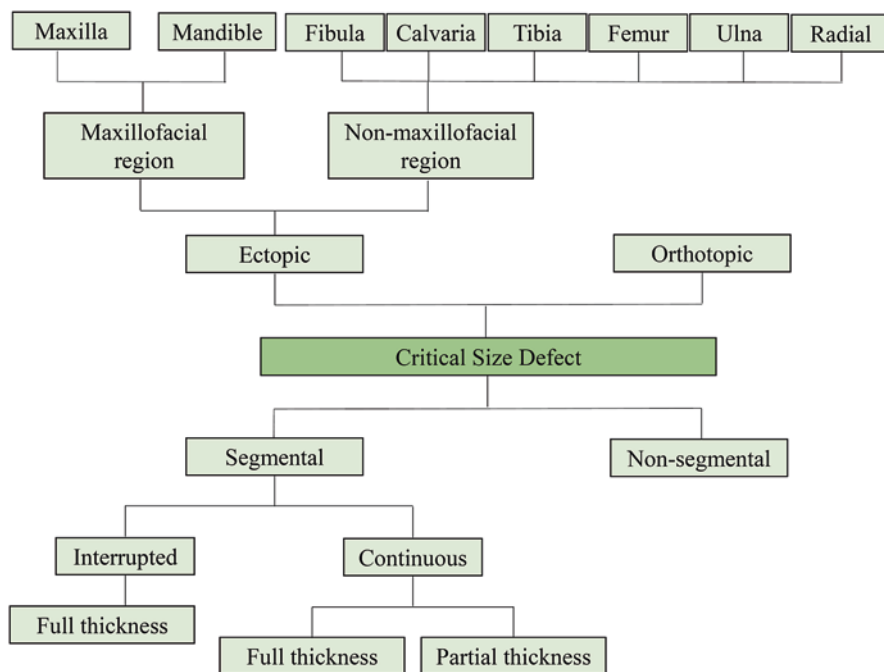 Maxilla
Mandible
Fibula
Calvaria
Tibia
Femur
Ulna
Radial
Maxillofacial
region
Non-maxillofacial
region
Ectopic
Orthotopic
Critical Size Defect
Segmental
Non-segmental
Interrupted
Continuous
Full thickness
Full thickness
Partial thickness